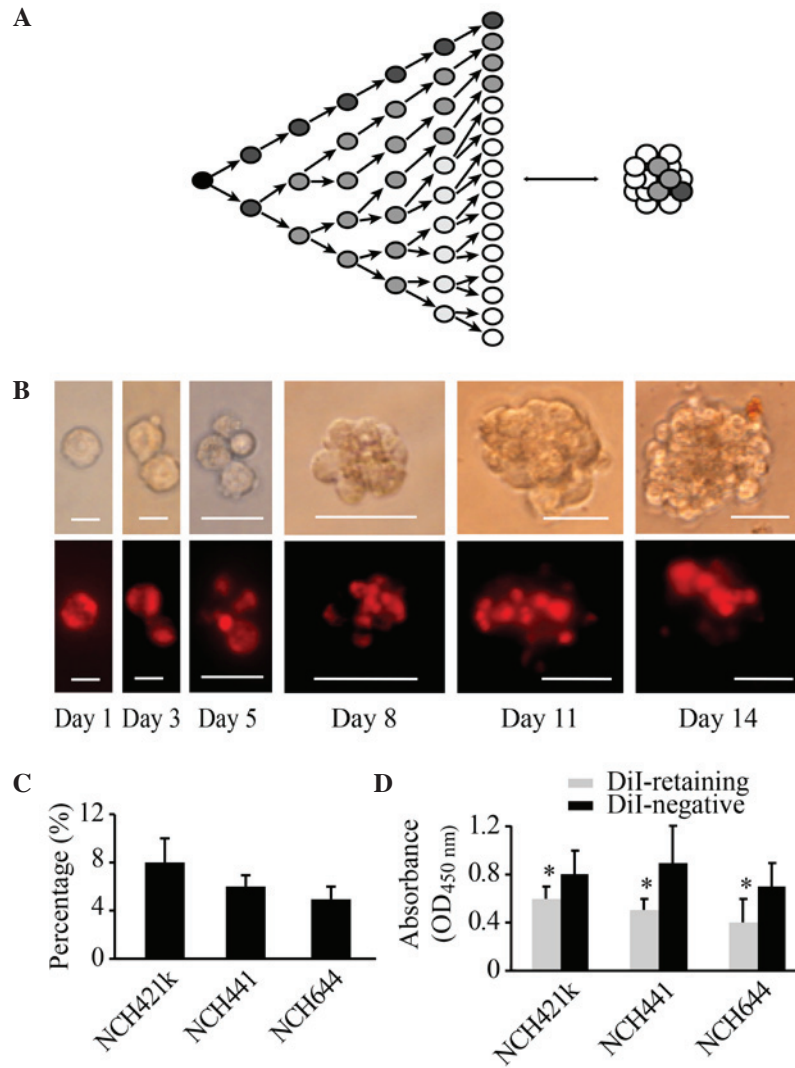 A
B
Day 1 Day 3 Day 5 Day 8 Day 11 Day 14
C
Percentage (%)
12
8
4
0
NCH421k
NCH441
NCH644
D
DiI-retaining
DiI-negative
Absorbance
(OD450 nm)
1.2
0.8
0.4
0
*
*
*
NCH421k
NCH441
NCH644